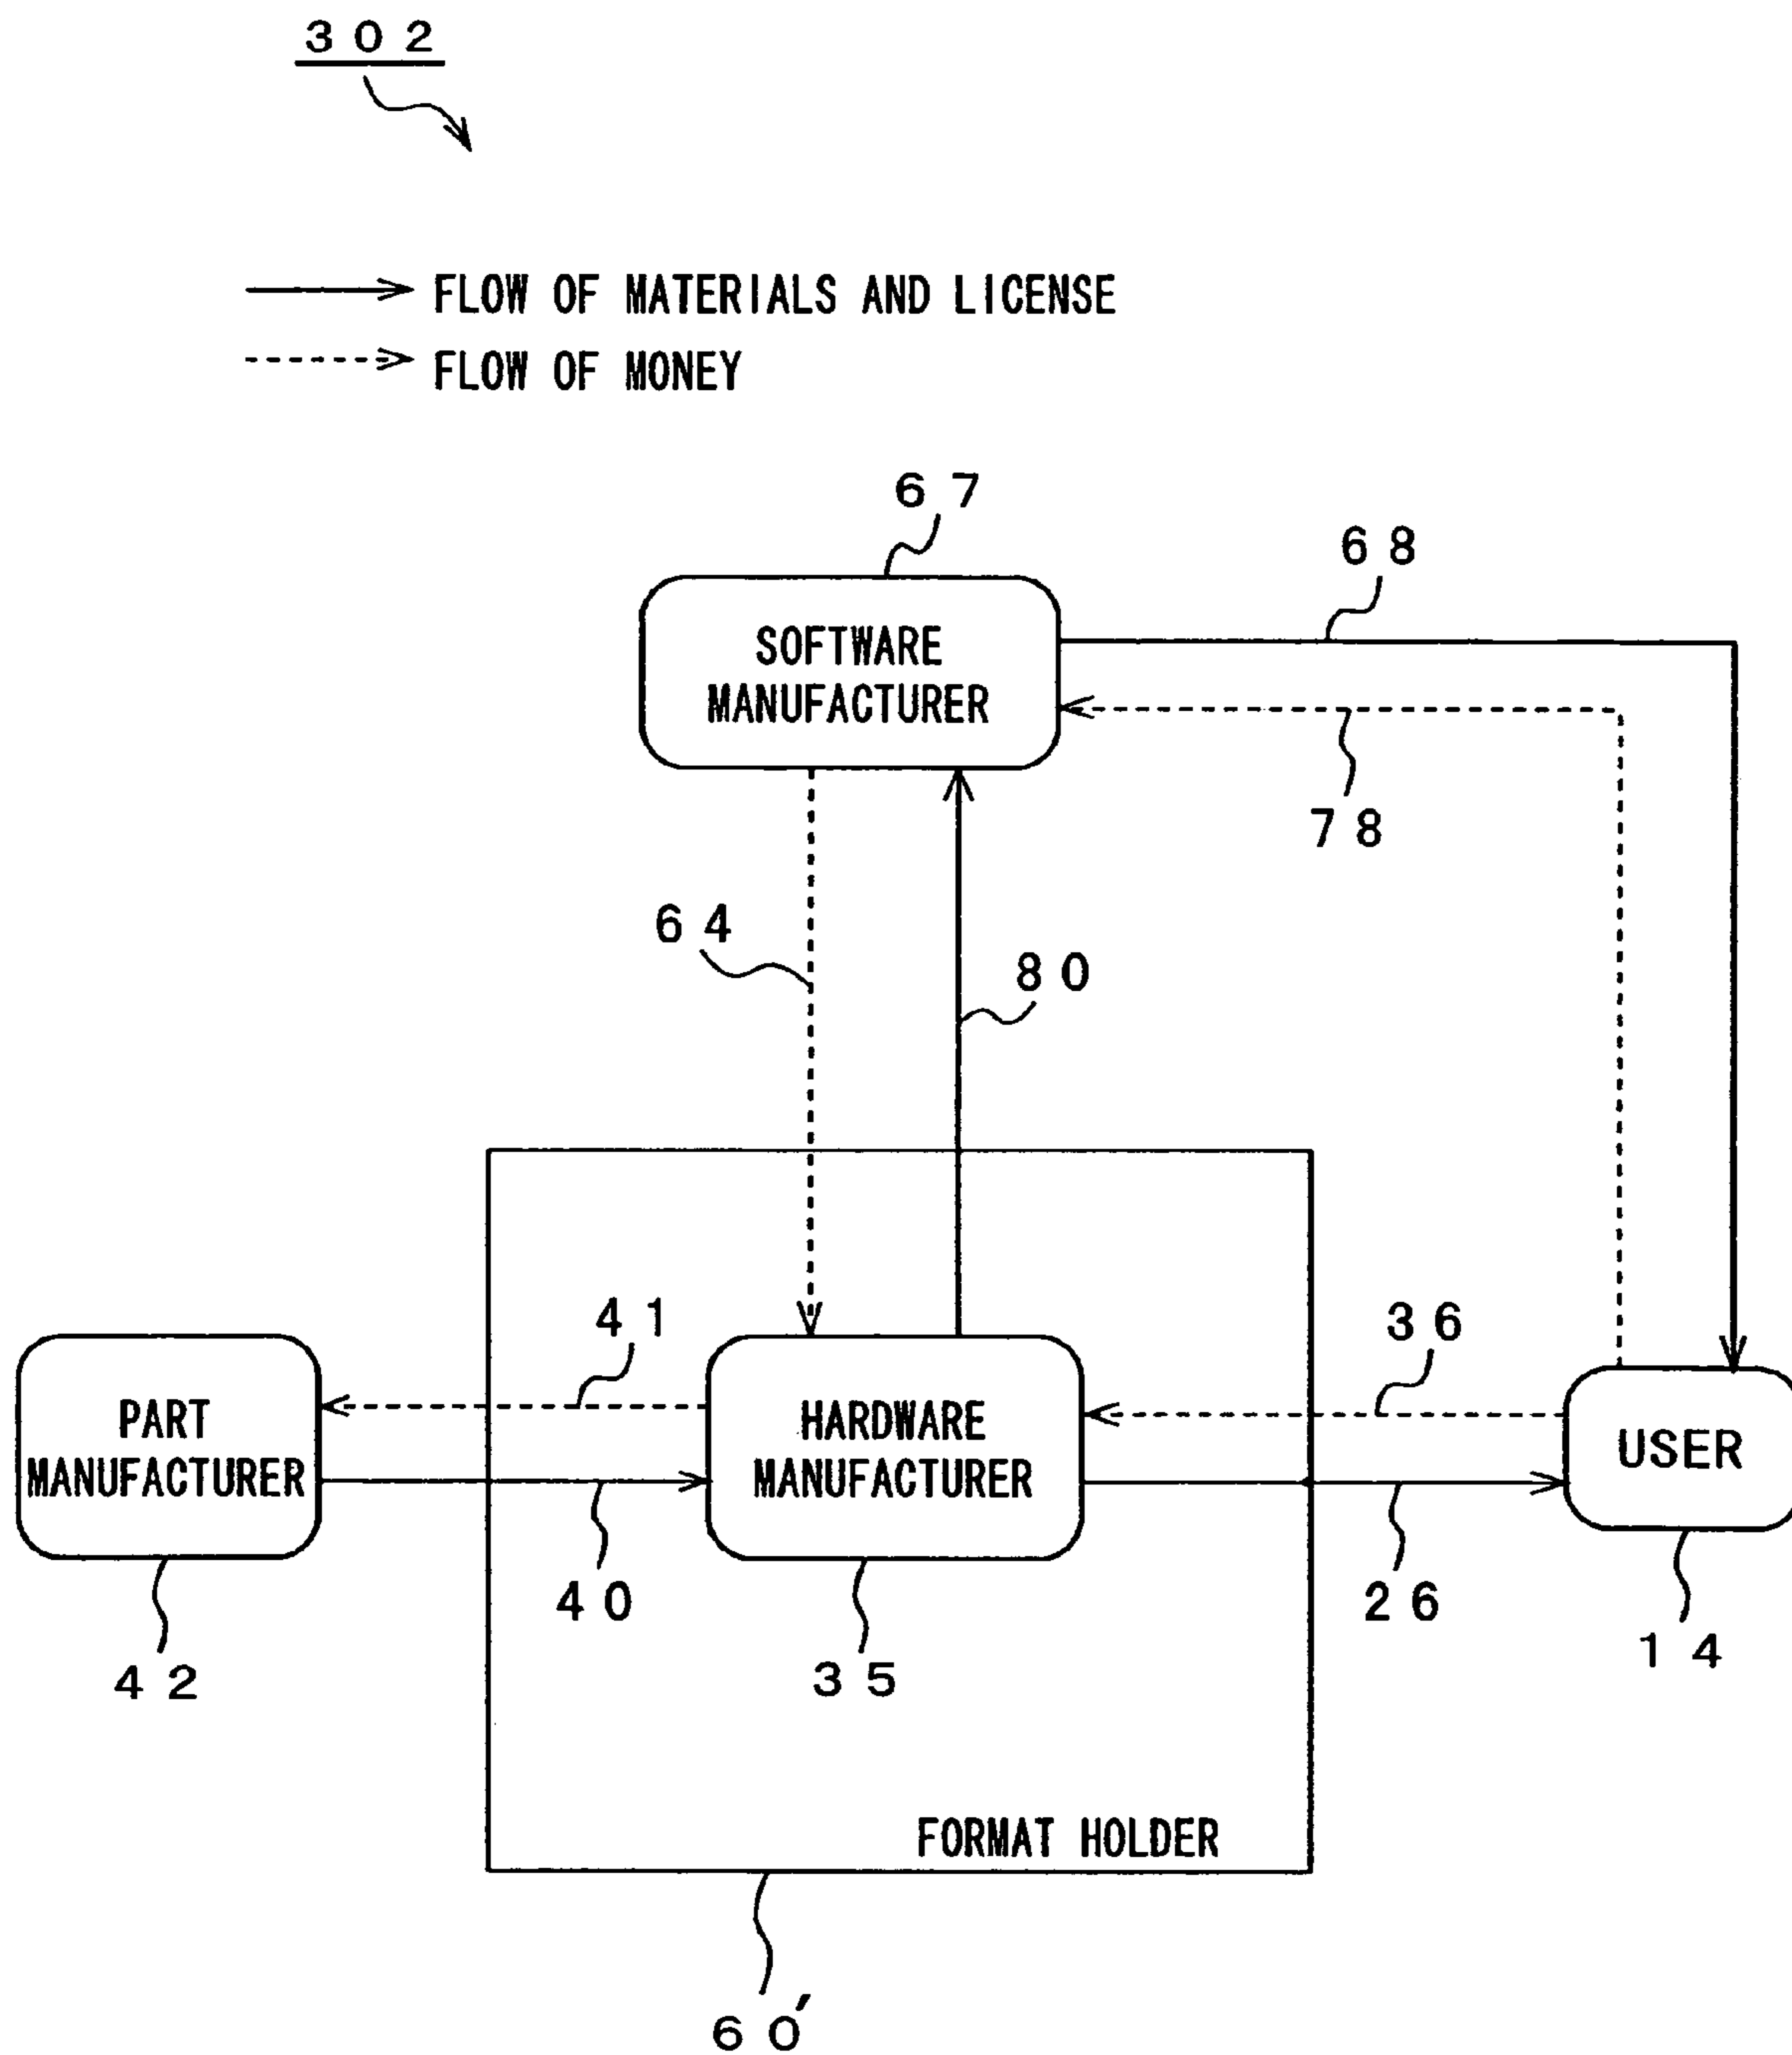 302
FLOW OF MATERIALS AND LICENSE
FLOW OF MONEY
67
68
SOFTWARE
MANUFACTURER
78
64
80
41
36
PART
MANUFACTURER
HARDWARE
MANUFACTURER
USER
40
26
42
35
14
FORMAT HOLDER
60'